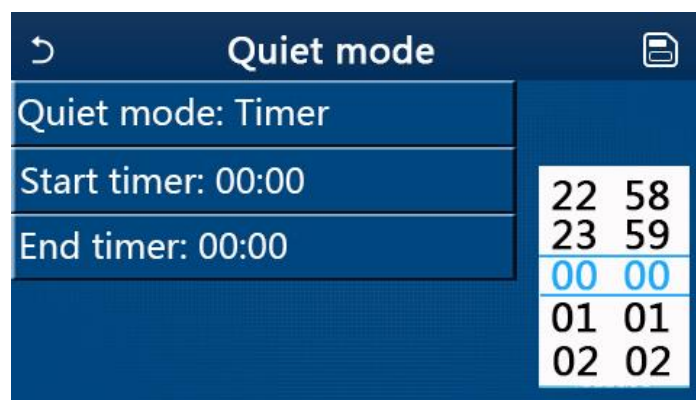 Quiet mode
Quiet mode: Timer
Start timer: 00:00
End timer: 00:00
22 58
23 59
00 00
01 01
02 02